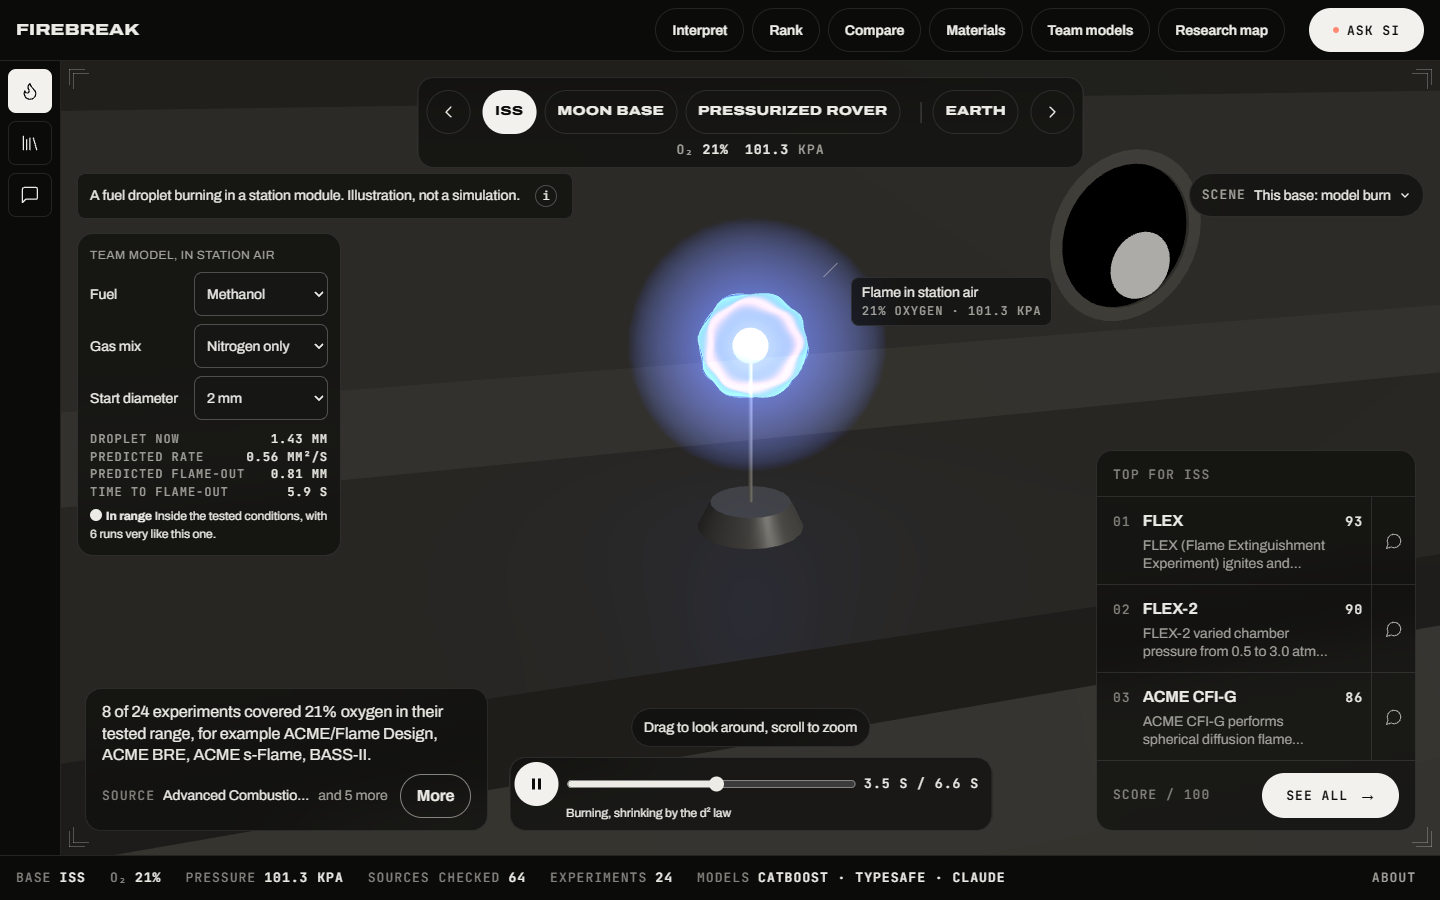 FIREBREAK
Interpret
Rank
Compare
Materials
Team models
Research map
ASK SI
ISS
MOON BASE
PRESSURIZED ROVER
EARTH
O₂ 21% 101.3 KPA
A fuel droplet burning in a station module. Illustration, not a simulation.
i
SCENE This base: model burn
TEAM MODEL, IN STATION AIR
Fuel Methanol
Gas mix Nitrogen only
Start diameter 2 mm
DROPLET NOW 1.43 MM
PREDICTED RATE 0.56 MM²/S
PREDICTED FLAME-OUT 0.81 MM
TIME TO FLAME-OUT 5.9 S
In range Inside the tested conditions, with
6 runs very like this one.
Flame in station air
21% OXYGEN · 101.3 KPA
TOP FOR ISS
01 FLEX 93
FLEX (Flame Extinguishment
Experiment) ignites and...
02 FLEX-2 90
FLEX-2 varied chamber
pressure from 0.5 to 3.0 atm...
03 ACME CFI-G 86
ACME CFI-G performs
spherical diffusion flame...
SCORE / 100
SEE ALL →
8 of 24 experiments covered 21% oxygen in their
tested range, for example ACME/Flame Design,
ACME BRE, ACME s-Flame, BASS-II.
SOURCE Advanced Combustio... and 5 more More
Drag to look around, scroll to zoom
3.5 S / 6.6 S
Burning, shrinking by the d² law
BASE ISS O₂ 21% PRESSURE 101.3 KPA SOURCES CHECKED 64 EXPERIMENTS 24 MODELS CATBOOST · TYPESAFE · CLAUDE ABOUT